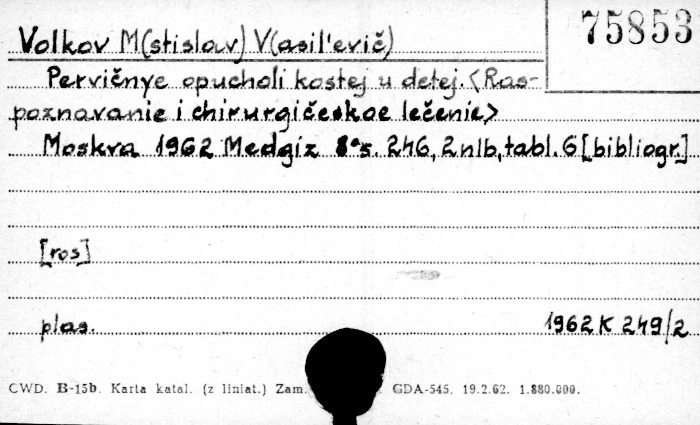 75853
Volkov M(stislav) V(asil'evič)
Pervičnye opucholi kostej u detej. <Ras-
poznavanie i chirurgičeskoe lečenie>
Moskva 1962 Medgiz 8° s. 246, 2 nlb, tabl. 6 [bibliogr.]
[ros]
plas. 1962 K 249/2
CWD. B-15b. Karta katal. (z liniat.) Zam. GDA-545. 19.2.62. 1.880.000.